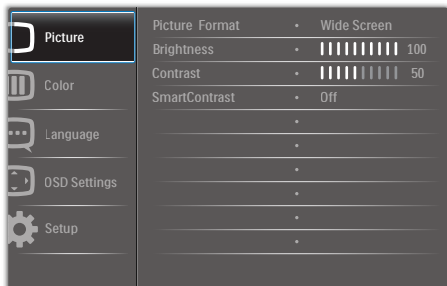 Picture
Color
Language
OSD Settings
Setup
Picture Format • Wide Screen
Brightness • 100
Contrast • 50
SmartContrast • Off
•
•
•
•
•
•